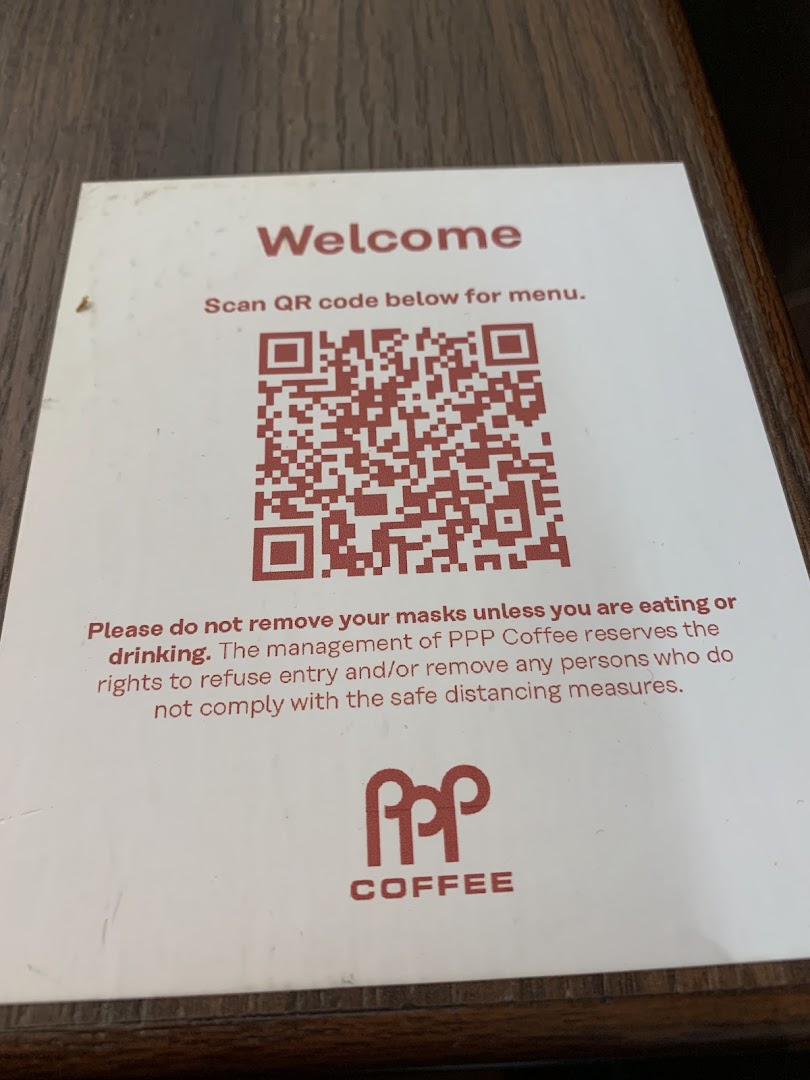 Welcome
Scan QR code below for menu.
Please do not remove your masks unless you are eating or
drinking. The management of PPP Coffee reserves the
rights to refuse entry and/or remove any persons who do
not comply with the safe distancing measures.
PPP
COFFEE